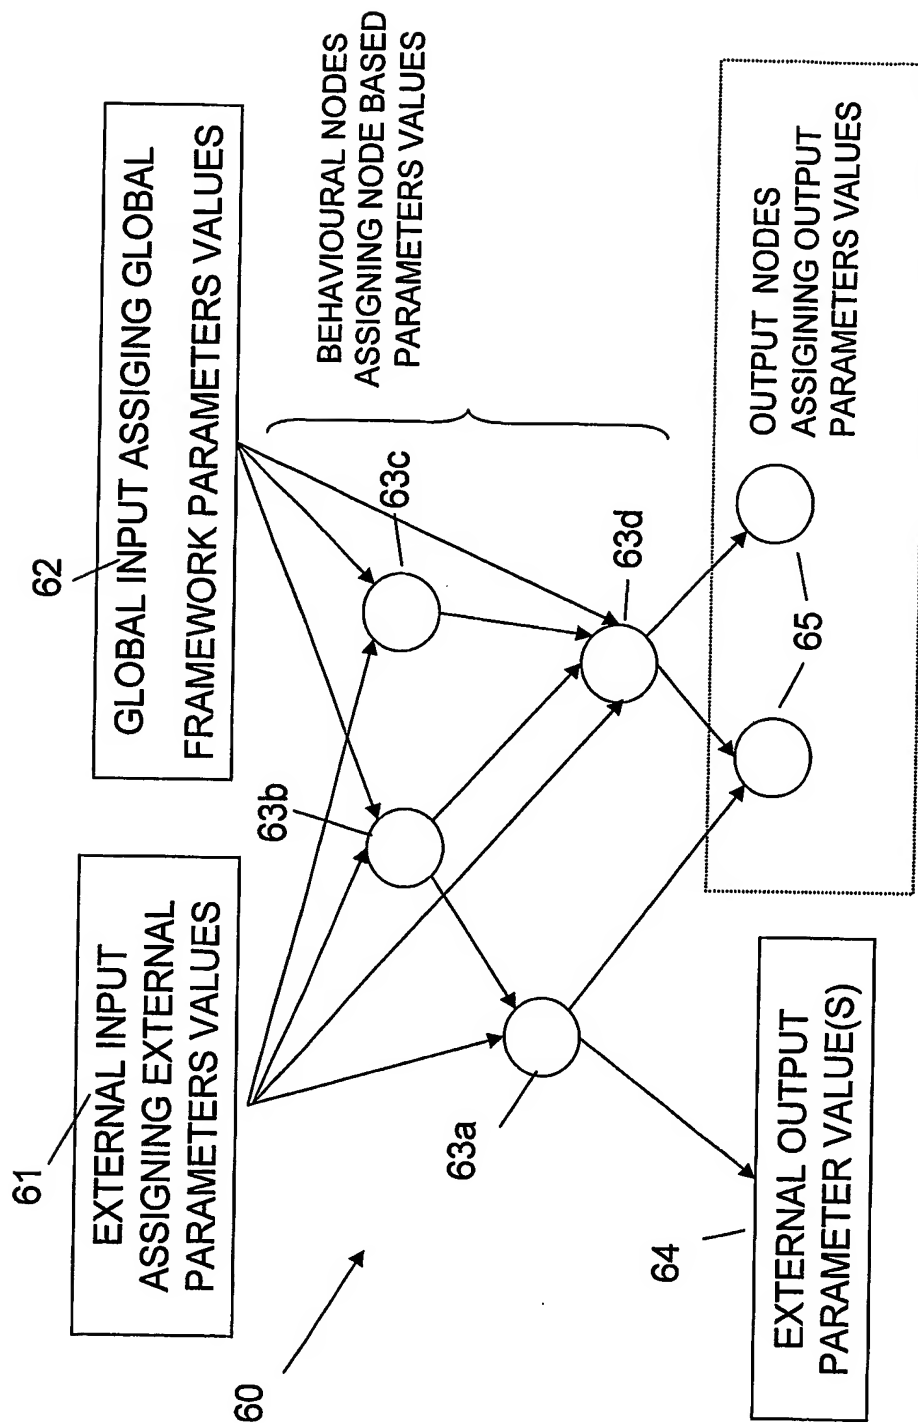 60
61
EXTERNAL INPUT
ASSIGNING EXTERNAL
PARAMETERS VALUES
62
GLOBAL INPUT ASSIGING GLOBAL
FRAMEWORK PARAMETERS VALUES
63b
63c
63a
63d
BEHAVIOURAL NODES
ASSIGNING NODE BASED
PARAMETERS VALUES
64
EXTERNAL OUTPUT
PARAMETER VALUE(S)
65
OUTPUT NODES
ASSIGNING OUTPUT
PARAMETERS VALUES